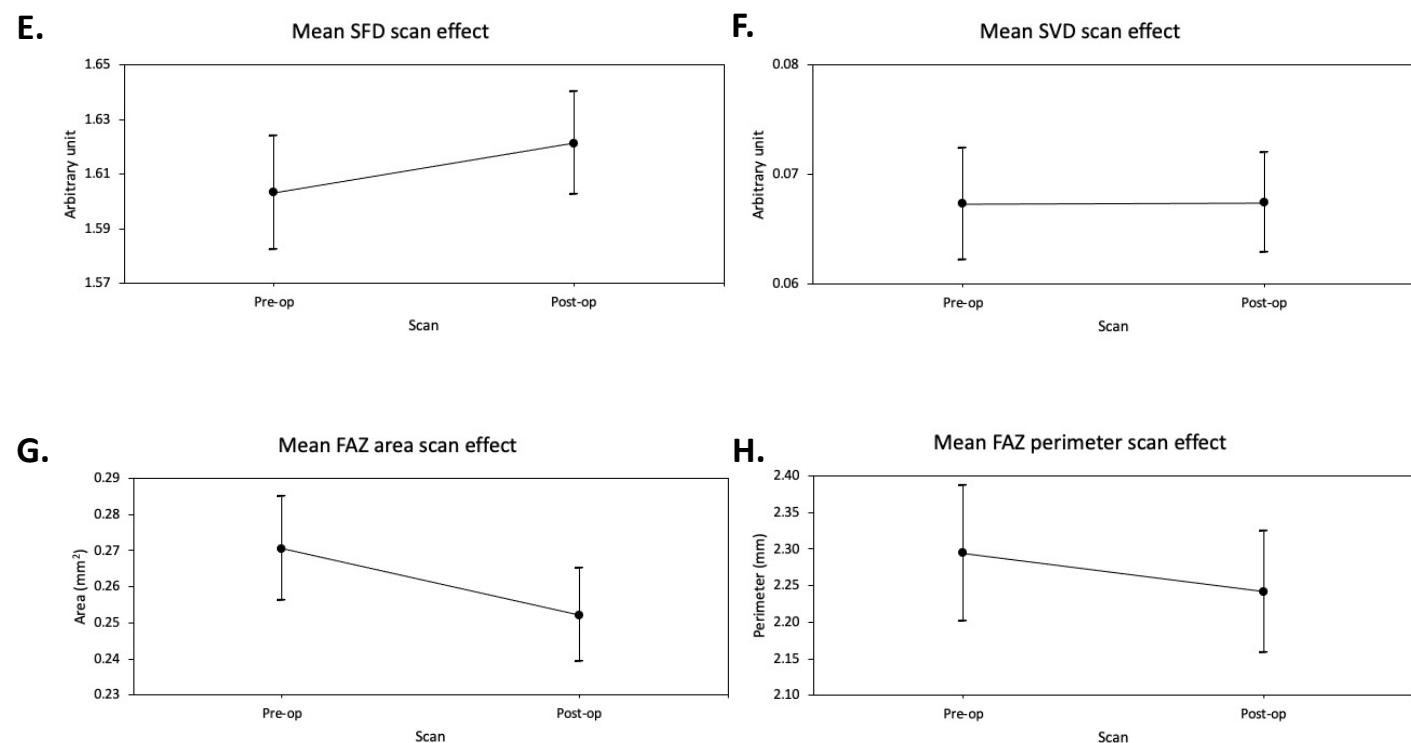 E.
Mean SFD scan effect
1.65
1.63
1.61
1.59
1.57
Arbitrary unit
Pre-op
Post-op
Scan
F.
Mean SVD scan effect
0.08
0.07
0.06
Arbitrary unit
Pre-op
Post-op
Scan
G.
Mean FAZ area scan effect
0.29
0.28
0.27
0.26
0.25
0.24
0.23
Area (mm²)
Pre-op
Post-op
Scan
H.
Mean FAZ perimeter scan effect
2.40
2.35
2.30
2.25
2.20
2.15
2.10
Perimeter (mm)
Pre-op
Post-op
Scan